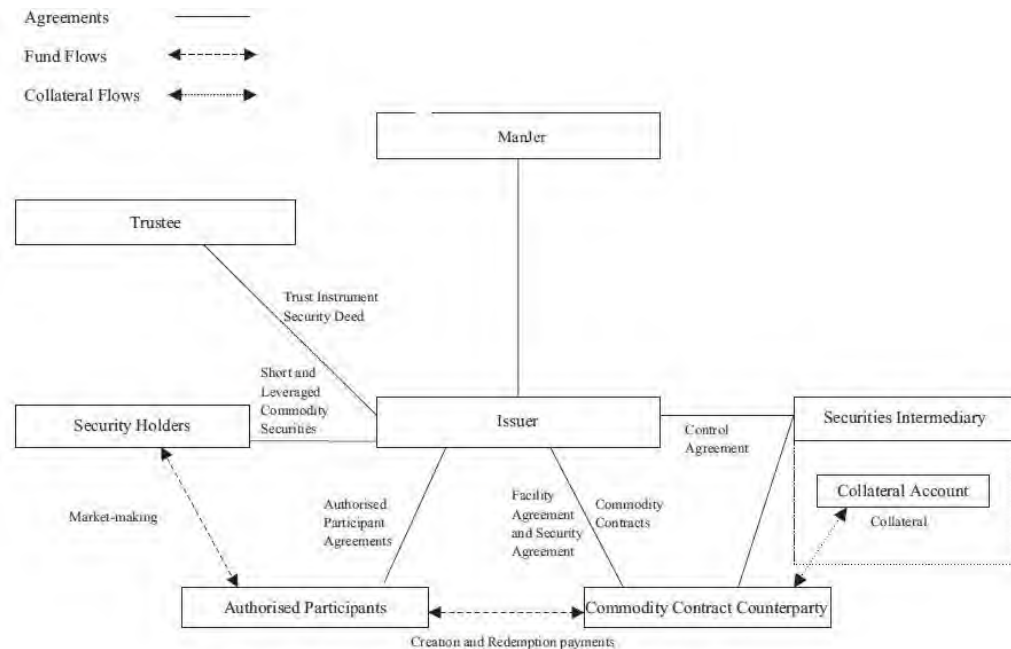 Agreements
Fund Flows
Collateral Flows
ManJer
Trustee
Trust Instrument
Security Deed
Short and
Leveraged
Commodity
Securities
Security Holders
Issuer
Securities Intermediary
Control
Agreement
Collateral Account
Collateral
Market-making
Authorised
Participant
Agreements
Facility
Agreement
and Security
Agreement
Commodity
Contracts
Authorised Participants
Commodity Contract Counterparty
Creation and Redemption payments